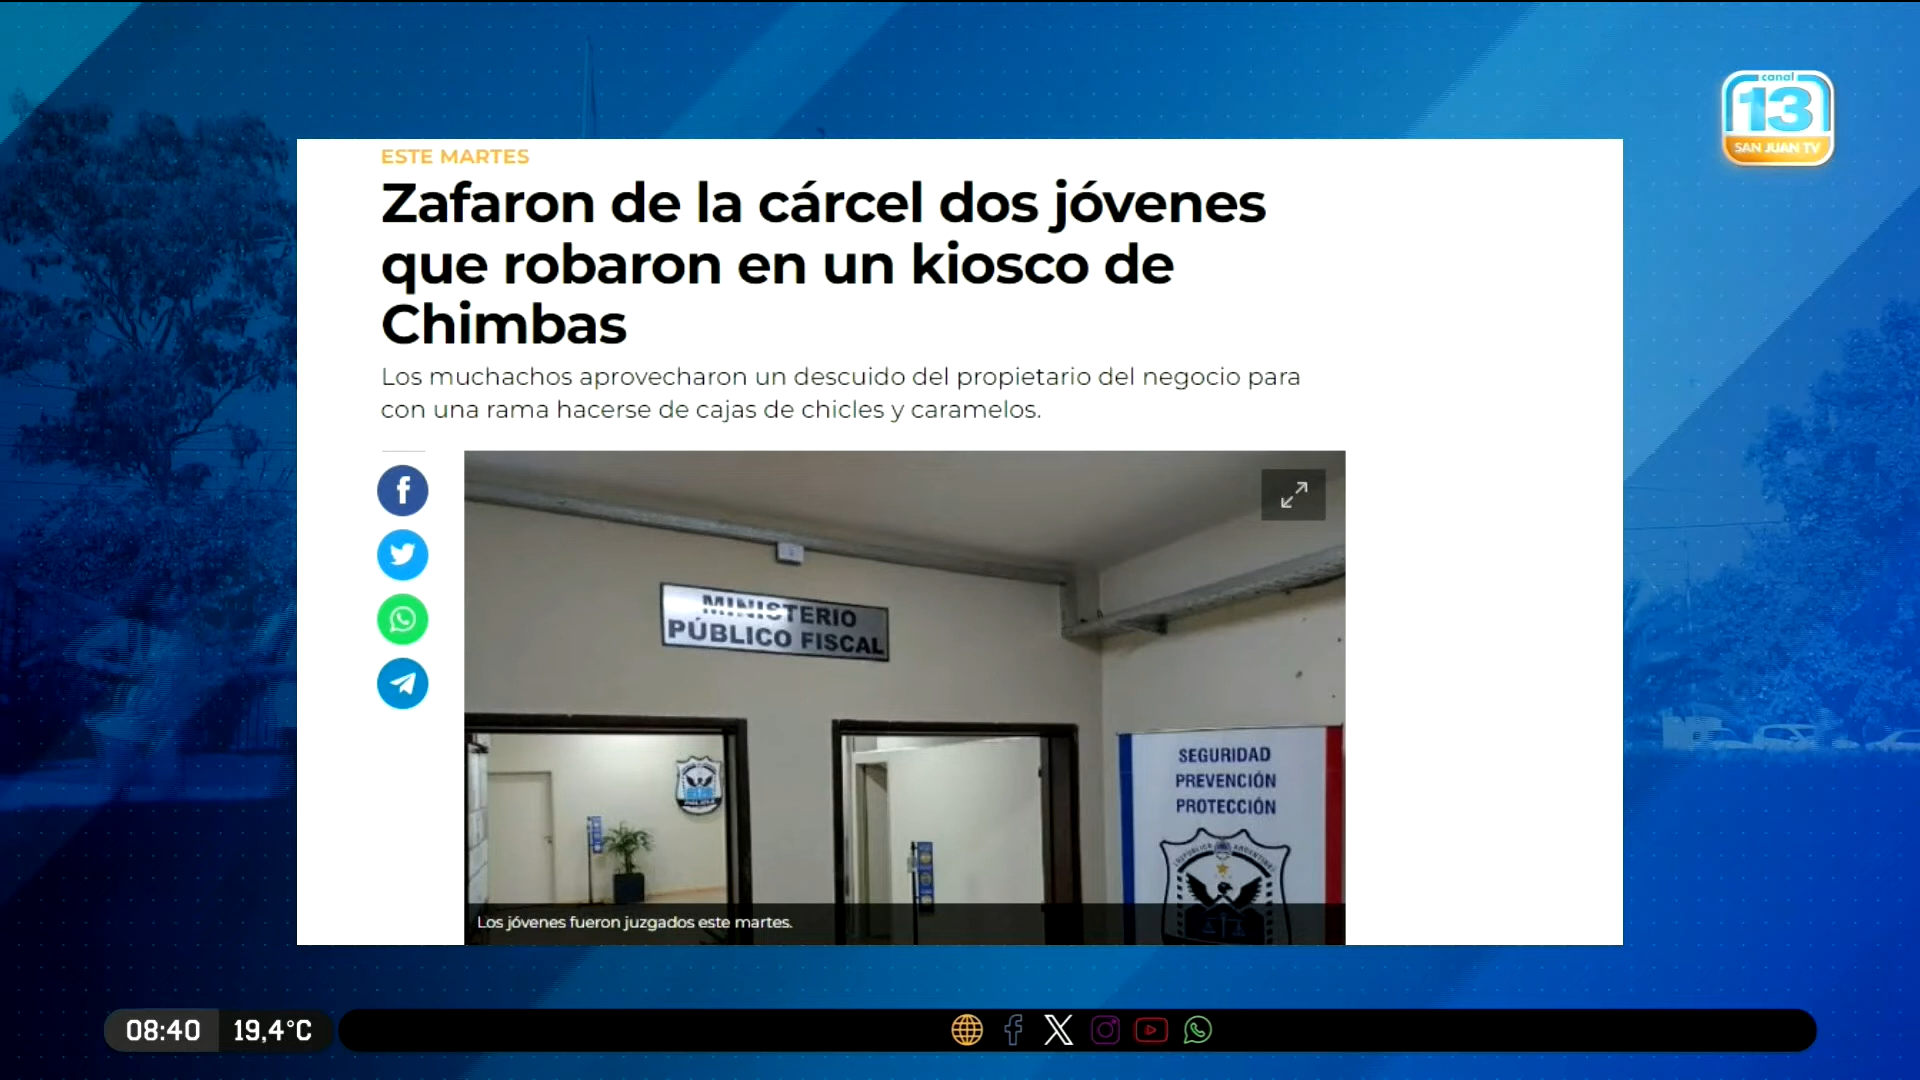 canal
13
SAN JUAN TV
ESTE MARTES
Zafaron de la cárcel dos jóvenes
que robaron en un kiosco de
Chimbas
Los muchachos aprovecharon un descuido del propietario del negocio para
con una rama hacerse de cajas de chicles y caramelos.
MINISTERIO
PÚBLICO FISCAL
SEGURIDAD
PREVENCIÓN
PROTECCIÓN
REPÚBLICA ARGENTINA
Los jóvenes fueron juzgados este martes.
08:40 19,4°C